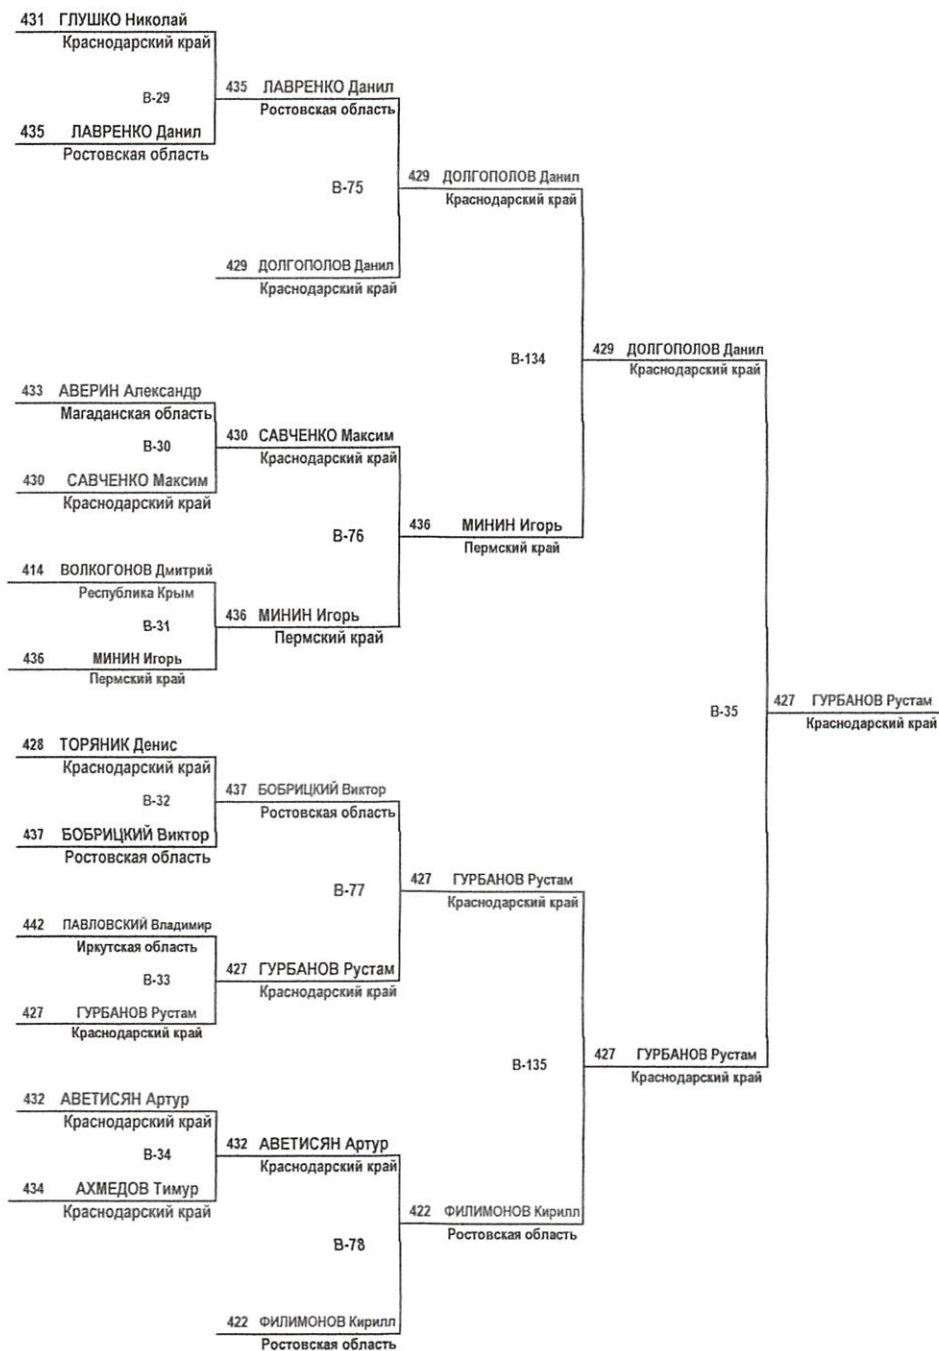 431 ГЛУШКО Николай
Краснодарский край
В-29
435 ЛАВРЕНКО Данил
Ростовская область
435 ЛАВРЕНКО Данил
Ростовская область
В-75
429 ДОЛГОПОЛОВ Данил
Краснодарский край
429 ДОЛГОПОЛОВ Данил
Краснодарский край
В-134
429 ДОЛГОПОЛОВ Данил
Краснодарский край
433 АВЕРИН Александр
Магаданская область
В-30
430 САВЧЕНКО Максим
Краснодарский край
430 САВЧЕНКО Максим
Краснодарский край
В-76
436 МИНИН Игорь
Пермский край
414 ВОЛКОГОНОВ Дмитрий
Республика Крым
В-31
436 МИНИН Игорь
Пермский край
436 МИНИН Игорь
Пермский край
В-35
427 ГУРБАНОВ Рустам
Краснодарский край
428 ТОРЯНИК Денис
Краснодарский край
В-32
437 БОБРИЦКИЙ Виктор
Ростовская область
437 БОБРИЦКИЙ Виктор
Ростовская область
В-77
427 ГУРБАНОВ Рустам
Краснодарский край
442 ПАВЛОВСКИЙ Владимир
Иркутская область
В-33
427 ГУРБАНОВ Рустам
Краснодарский край
427 ГУРБАНОВ Рустам
Краснодарский край
В-135
427 ГУРБАНОВ Рустам
Краснодарский край
432 АВЕТИСЯН Артур
Краснодарский край
В-34
432 АВЕТИСЯН Артур
Краснодарский край
434 АХМЕДОВ Тимур
Краснодарский край
422 ФИЛИМОНОВ Кирилл
Ростовская область
В-78
422 ФИЛИМОНОВ Кирилл
Ростовская область